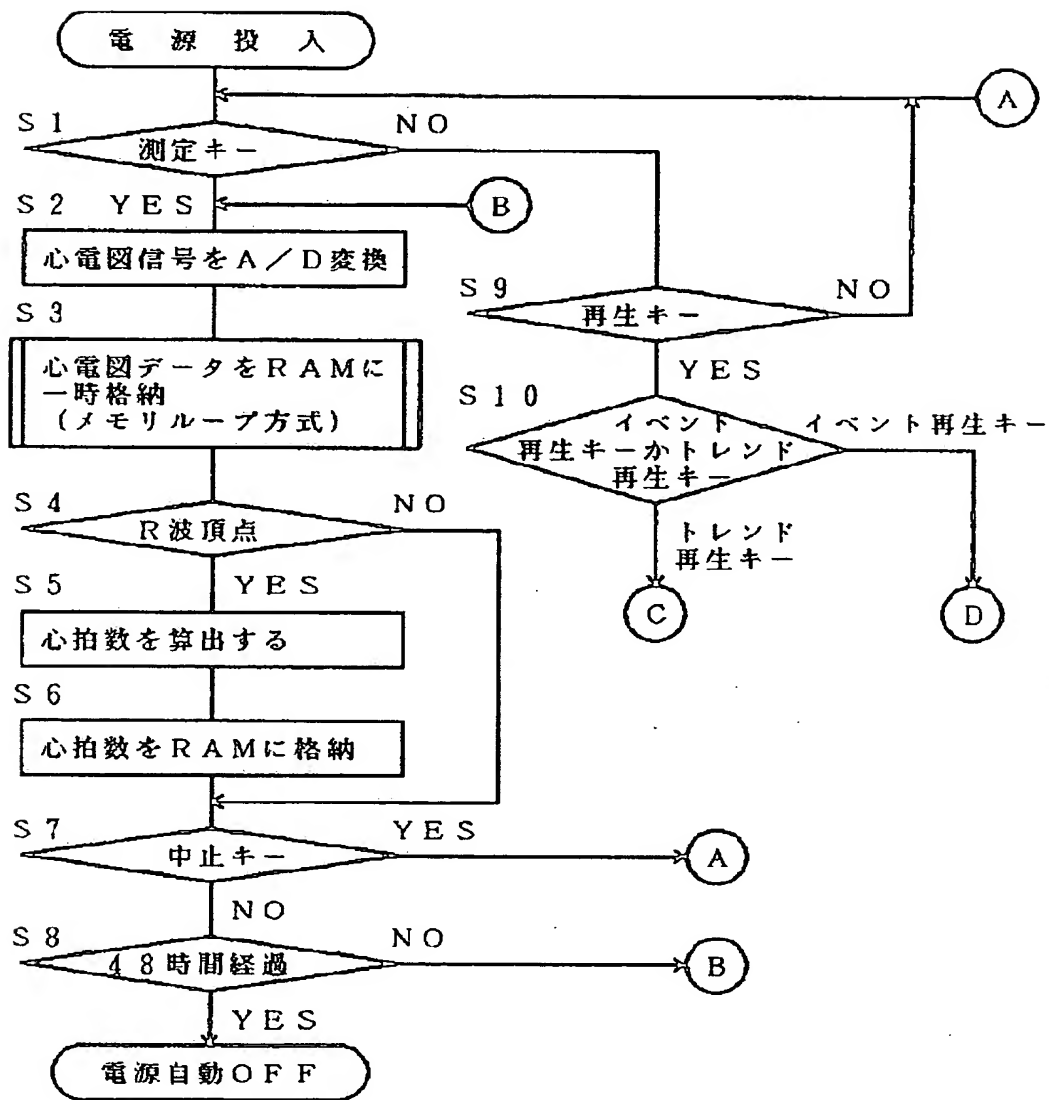 電源投入
A
S1
NO
測定キー
S2 YES
B
心電図信号をA/D変換
S9
NO
再生キー
S3
YES
心電図データをRAMに
一時格納
(メモリループ方式)
S10
イベント
再生キーかトレンド
再生キー
イベント再生キー
S4
NO
R波頂点
トレンド
再生キー
S5
YES
C
D
心拍数を算出する
S6
心拍数をRAMに格納
S7
YES
中止キー
A
NO
S8
NO
48時間経過
B
YES
電源自動OFF